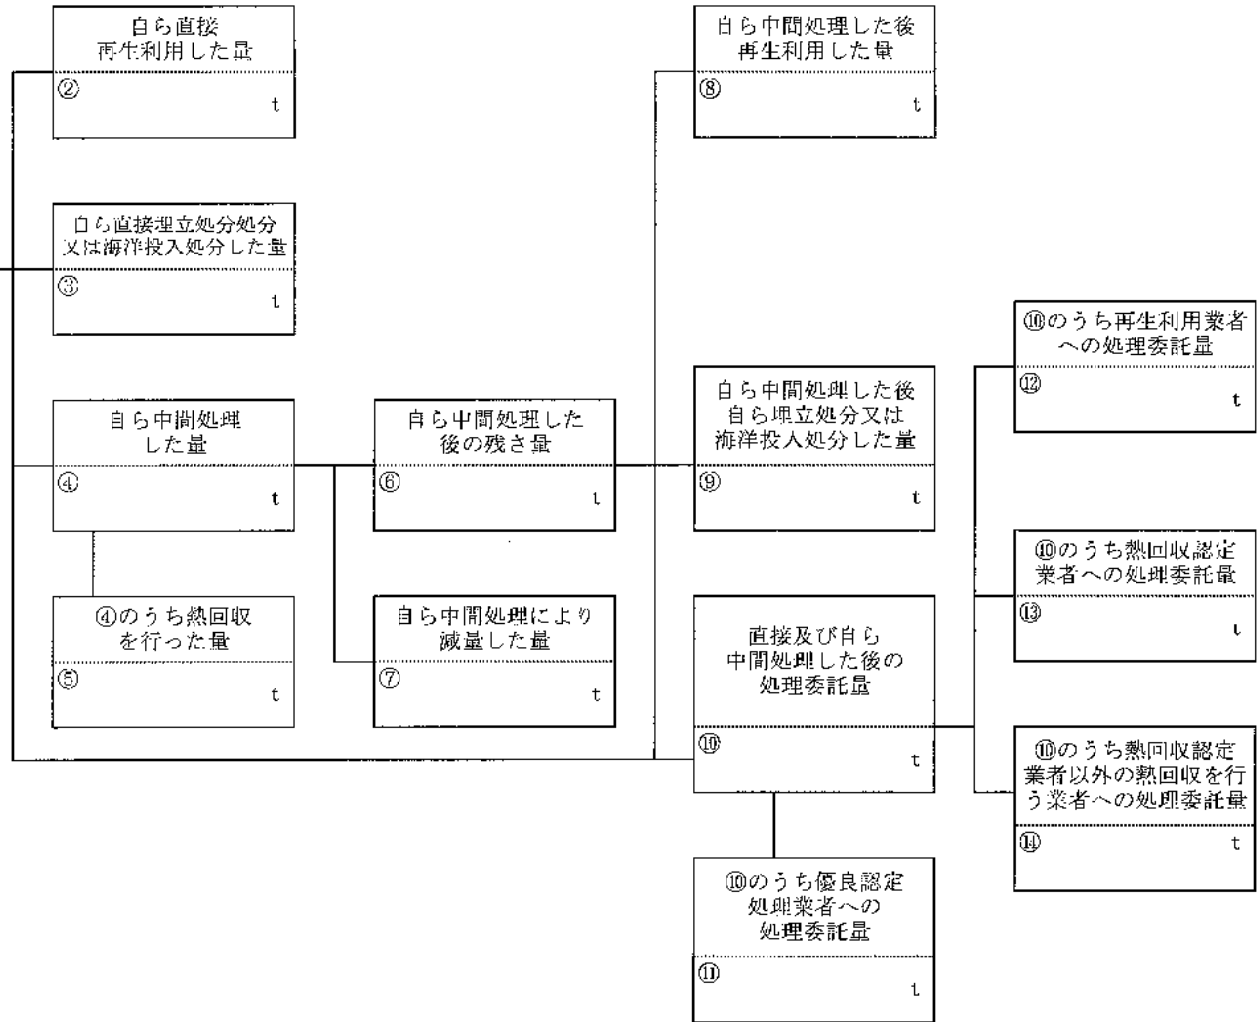 自ら直接
再生利用した量
②
t
自ら中間処理した後
再生利用した量
⑧
t
自ら直接埋立処分処分
又は海洋投入処分した量
③
t
⑩のうち再生利用業者
への処理委託量
⑫
t
自ら中間処理
した量
④
t
自ら中間処理した
後の残さ量
⑥
t
自ら中間処理した後
自ら埋立処分又は
海洋投入処分した量
⑨
t
⑩のうち熱回収認定
業者への処理委託量
⑬
t
④のうち熱回収
を行った量
⑤
t
自ら中間処理により
減量した量
⑦
t
直接及び自ら
中間処理した後の
処理委託量
⑩
t
⑩のうち熱回収認定
業者以外の熱回収を行
う業者への処理委託量
⑭
t
⑩のうち優良認定
処理業者への
処理委託量
⑪
t